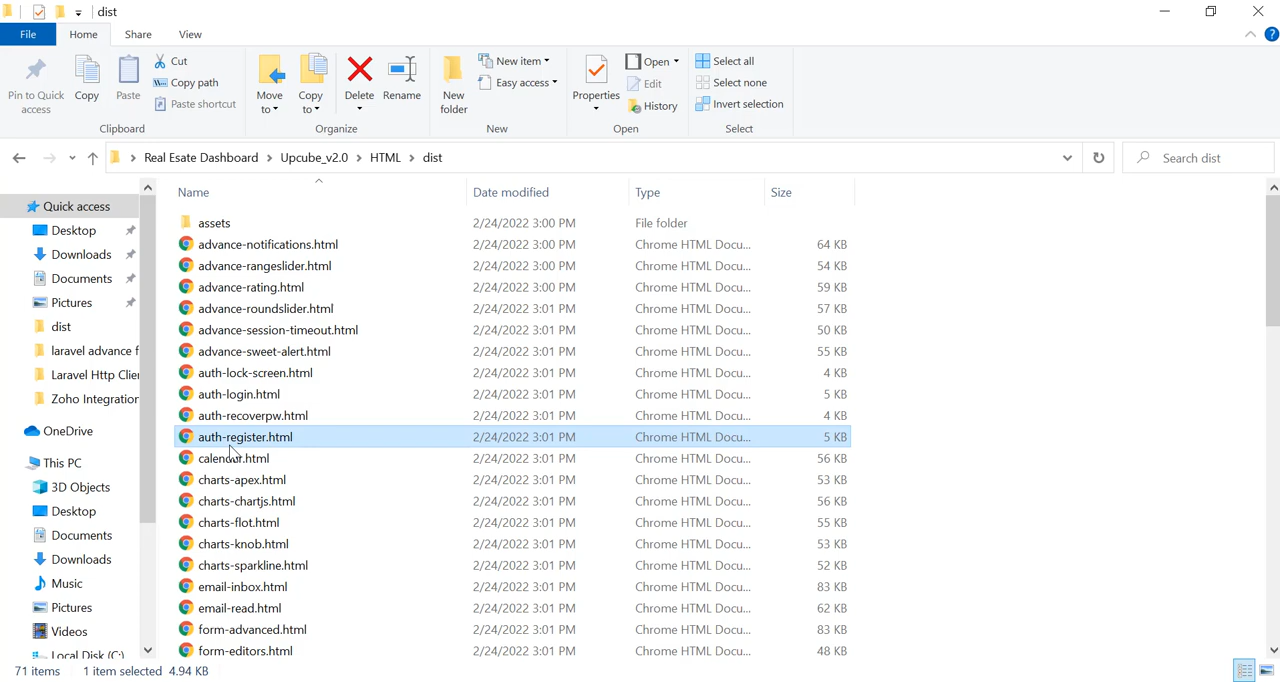 dist
File Home Share View
Pin to Quick access
Copy
Paste
Cut
Copy path
Paste shortcut
Clipboard
Move to
Copy to
Delete
Rename
Organize
New folder
New item
Easy access
New
Properties
Open
Edit
History
Open
Select all
Select none
Invert selection
Select
Real Esate Dashboard > Upcube_v2.0 > HTML > dist
Search dist
Quick access
Desktop
Downloads
Documents
Pictures
dist
laravel advance f
Laravel Http Clier
Zoho Integration
OneDrive
This PC
3D Objects
Desktop
Documents
Downloads
Music
Pictures
Videos
Local Disk (C:)
Name Date modified Type Size
assets 2/24/2022 3:00 PM File folder
advance-notifications.html 2/24/2022 3:00 PM Chrome HTML Docu... 64 KB
advance-rangeslider.html 2/24/2022 3:00 PM Chrome HTML Docu... 54 KB
advance-rating.html 2/24/2022 3:00 PM Chrome HTML Docu... 59 KB
advance-roundslider.html 2/24/2022 3:01 PM Chrome HTML Docu... 57 KB
advance-session-timeout.html 2/24/2022 3:01 PM Chrome HTML Docu... 50 KB
advance-sweet-alert.html 2/24/2022 3:01 PM Chrome HTML Docu... 55 KB
auth-lock-screen.html 2/24/2022 3:01 PM Chrome HTML Docu... 4 KB
auth-login.html 2/24/2022 3:01 PM Chrome HTML Docu... 5 KB
auth-recoverpw.html 2/24/2022 3:01 PM Chrome HTML Docu... 4 KB
auth-register.html 2/24/2022 3:01 PM Chrome HTML Docu... 5 KB
calendar.html 2/24/2022 3:01 PM Chrome HTML Docu... 56 KB
charts-apex.html 2/24/2022 3:01 PM Chrome HTML Docu... 53 KB
charts-chartjs.html 2/24/2022 3:01 PM Chrome HTML Docu... 56 KB
charts-flot.html 2/24/2022 3:01 PM Chrome HTML Docu... 55 KB
charts-knob.html 2/24/2022 3:01 PM Chrome HTML Docu... 53 KB
charts-sparkline.html 2/24/2022 3:01 PM Chrome HTML Docu... 52 KB
email-inbox.html 2/24/2022 3:01 PM Chrome HTML Docu... 83 KB
email-read.html 2/24/2022 3:01 PM Chrome HTML Docu... 62 KB
form-advanced.html 2/24/2022 3:01 PM Chrome HTML Docu... 83 KB
form-editors.html 2/24/2022 3:01 PM Chrome HTML Docu... 48 KB
71 items 1 item selected 4.94 KB